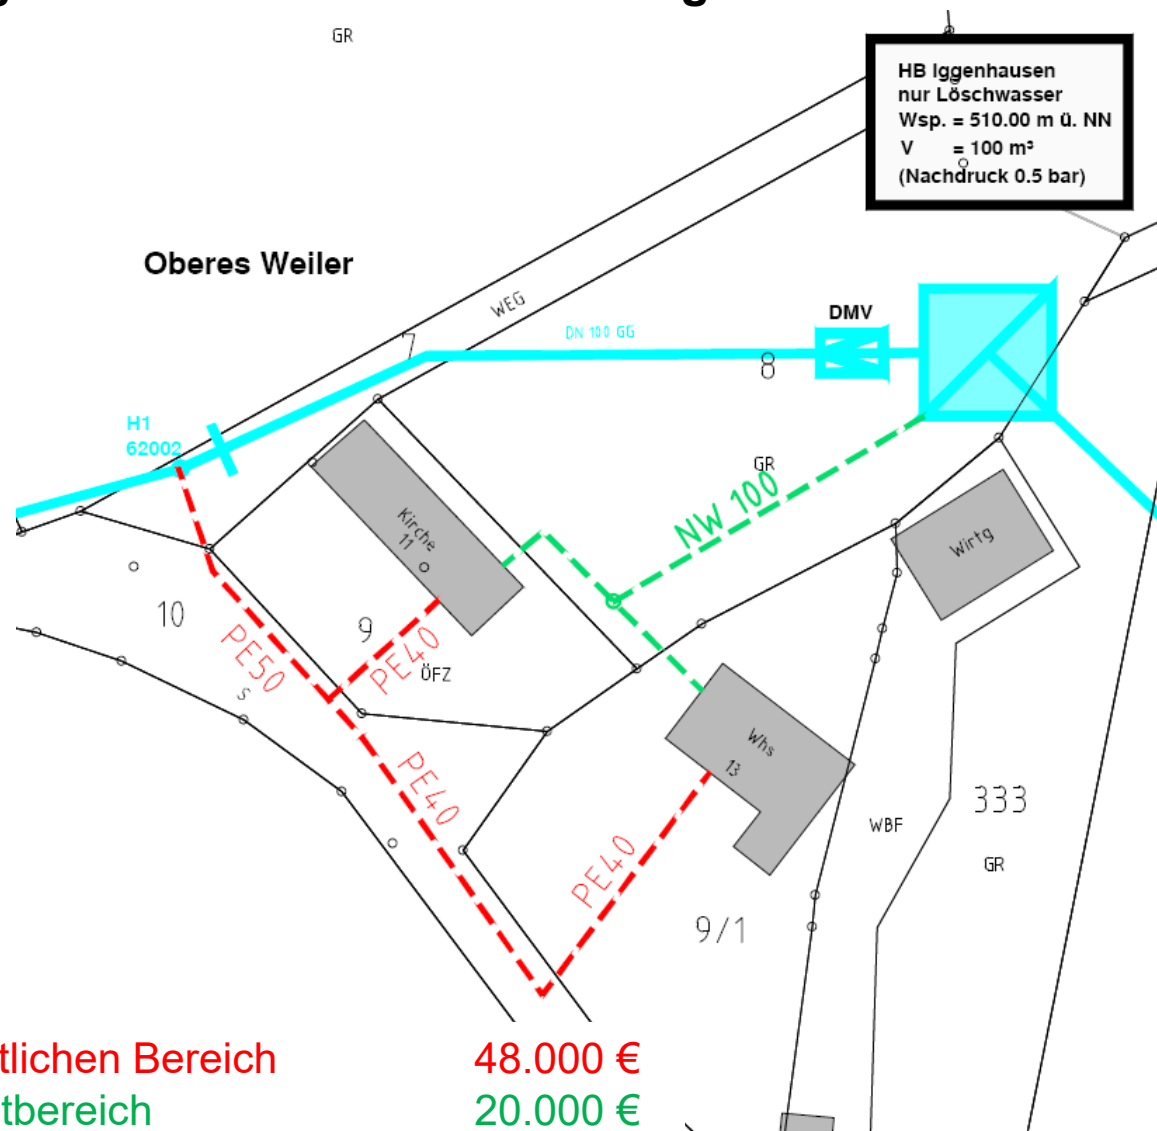 GR
HB Iggenhausen
nur Löschwasser
Wsp. = 510.00 m ü. NN
V = 100 m³
(Nachdruck 0.5 bar)
Oberes Weiler
WEG
DMV
DN 100 GG
8
H1
62002
GR
NW 100
Kirche
11
Wirtg
10
9
PE50
PE40
ÖFZ
S
Whs
13
PE40
333
PE40
WBF
GR
9/1
tlichen Bereich 48.000 €
tbereich 20.000 €